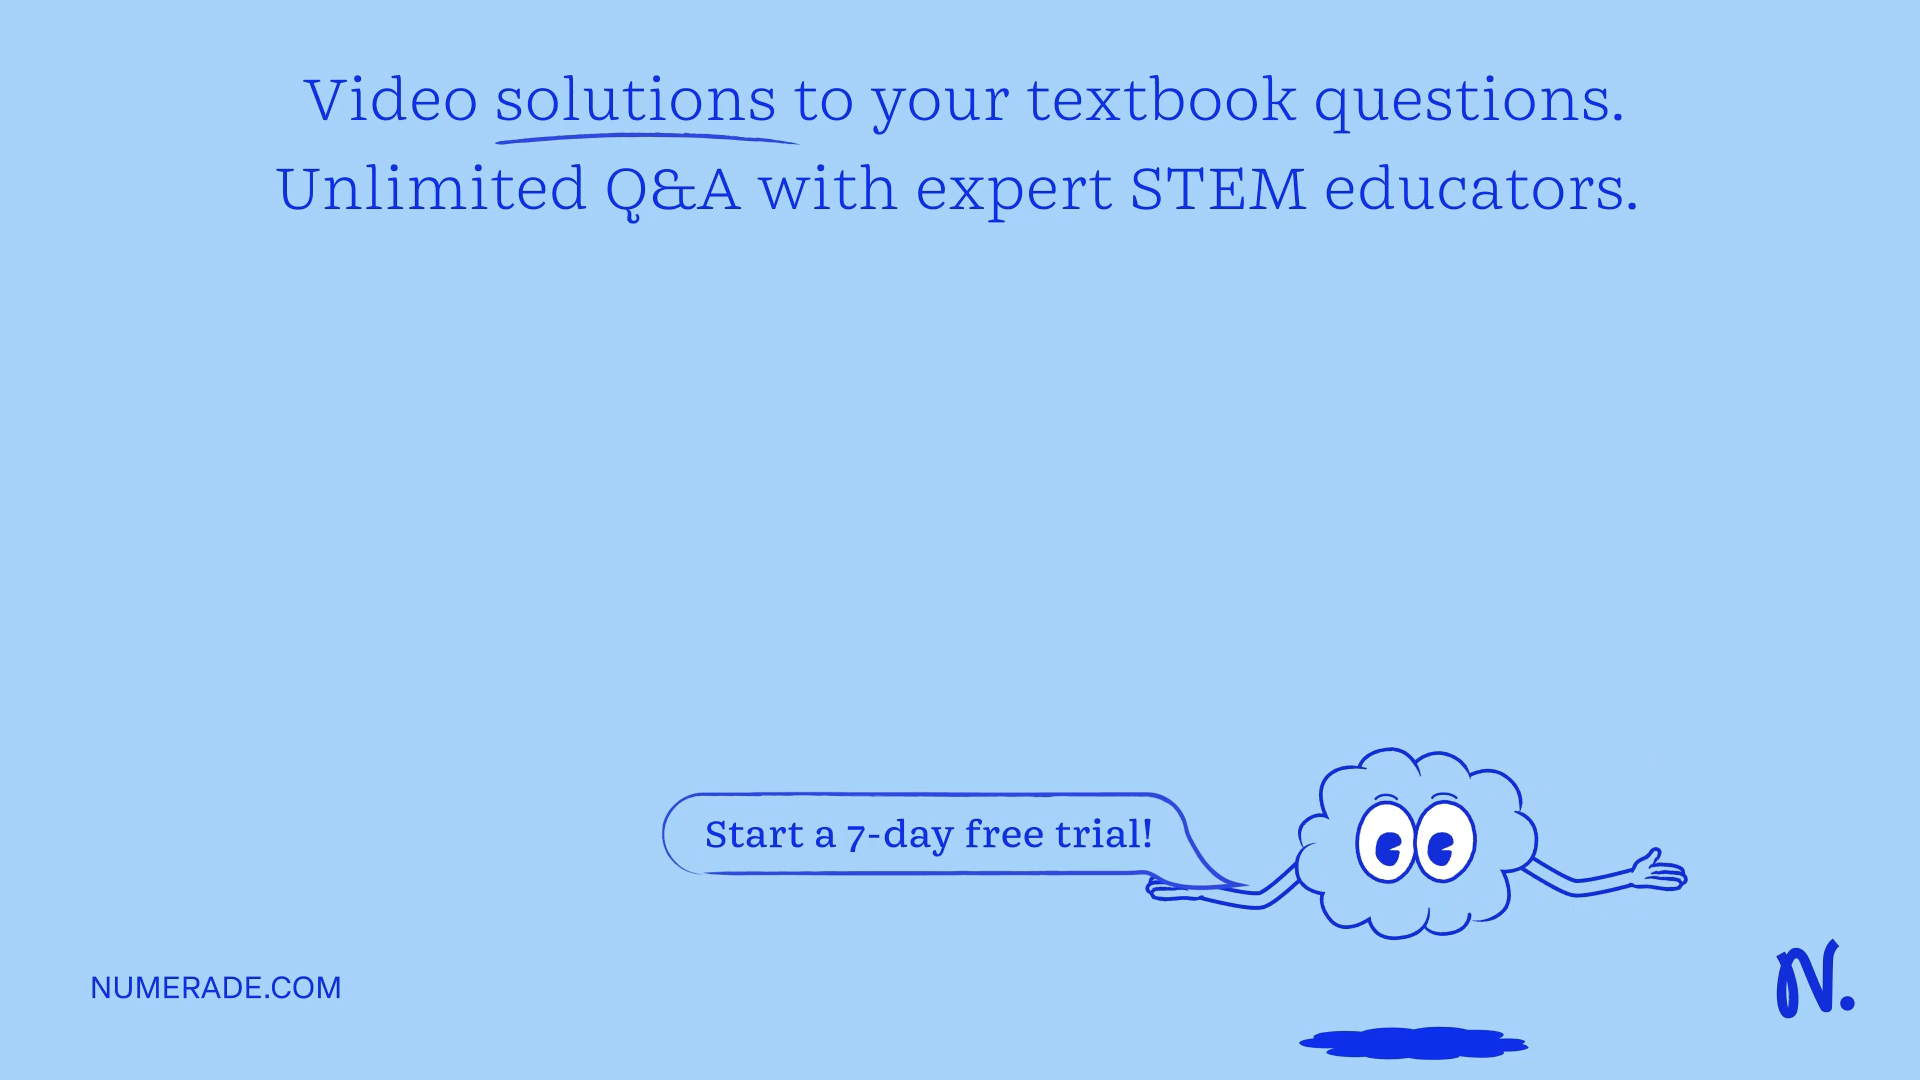 Video solutions to your textbook questions.
Unlimited Q&A with expert STEM educators.
Start a 7-day free trial!
NUMERADE.COM
N.